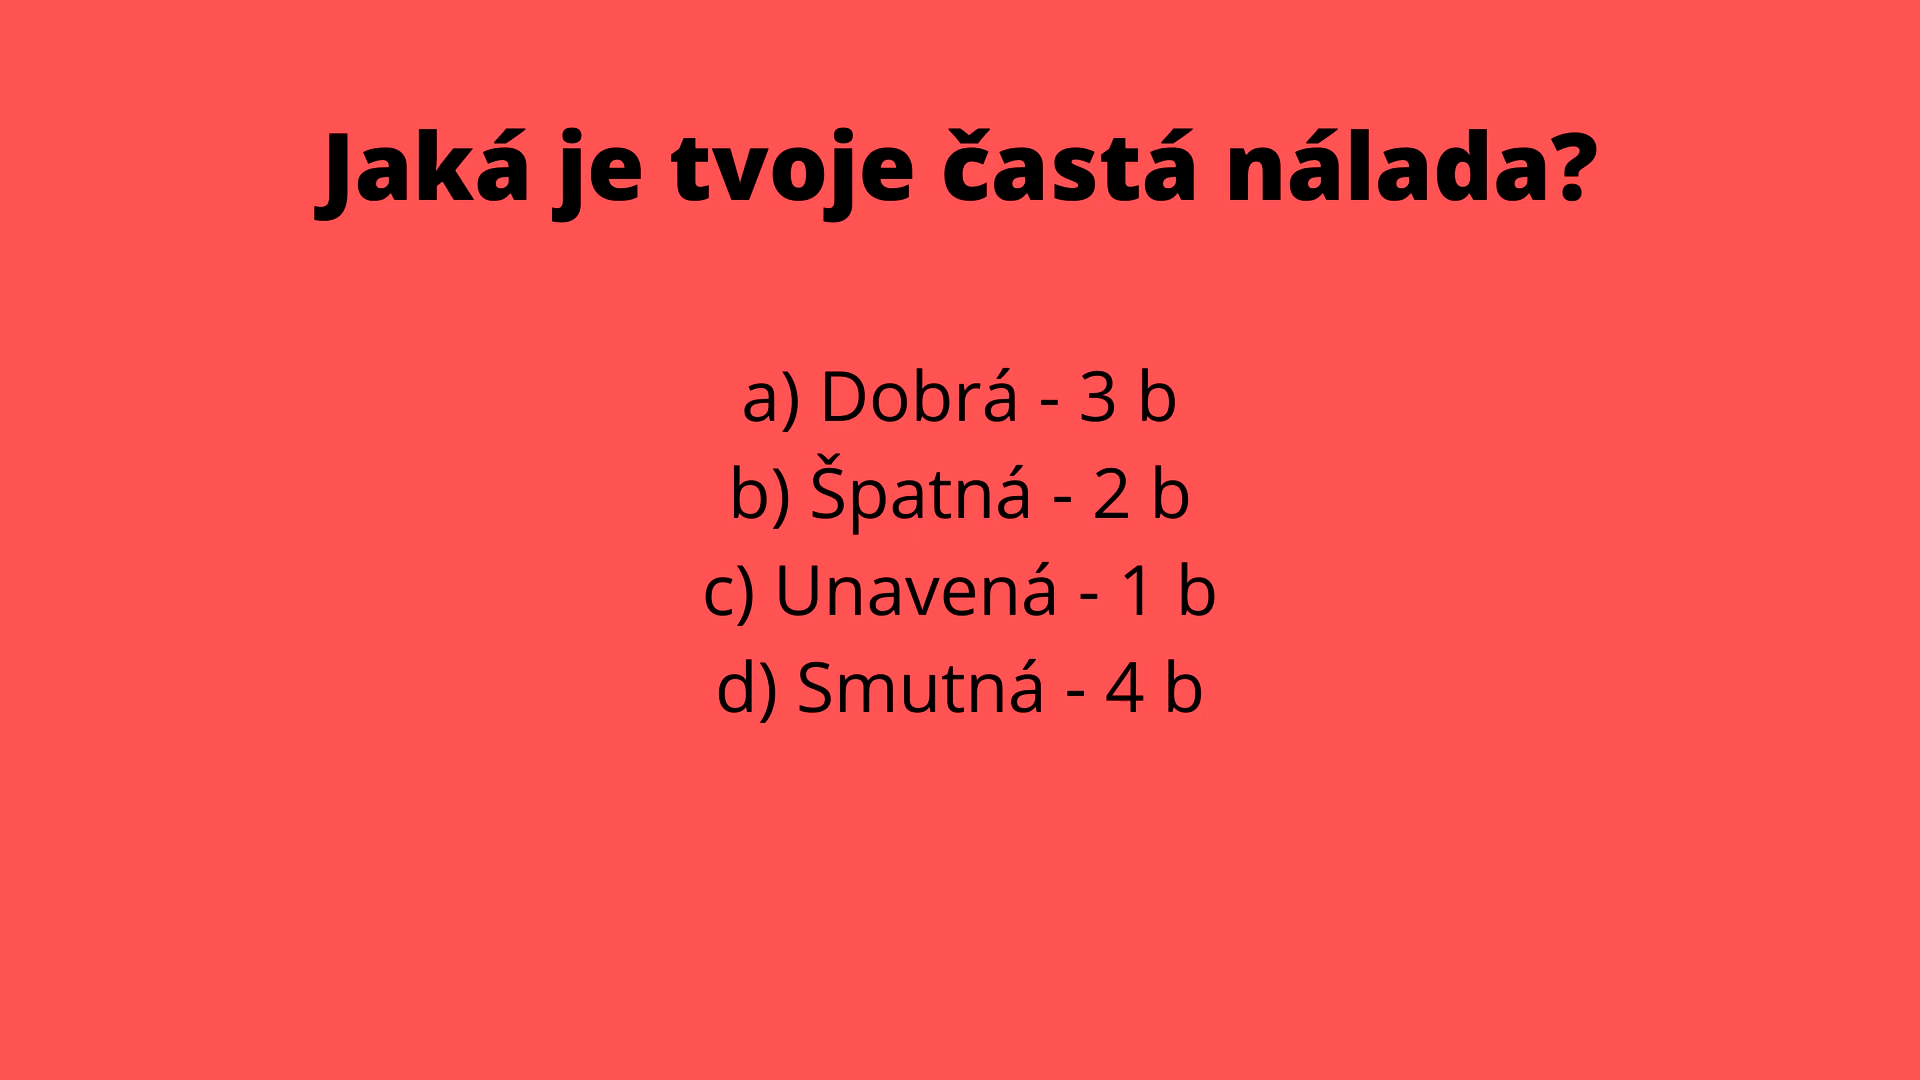 Jaká je tvoje častá nálada?
a) Dobrá - 3 b
b) Špatná - 2 b
c) Unavená - 1 b
d) Smutná - 4 b